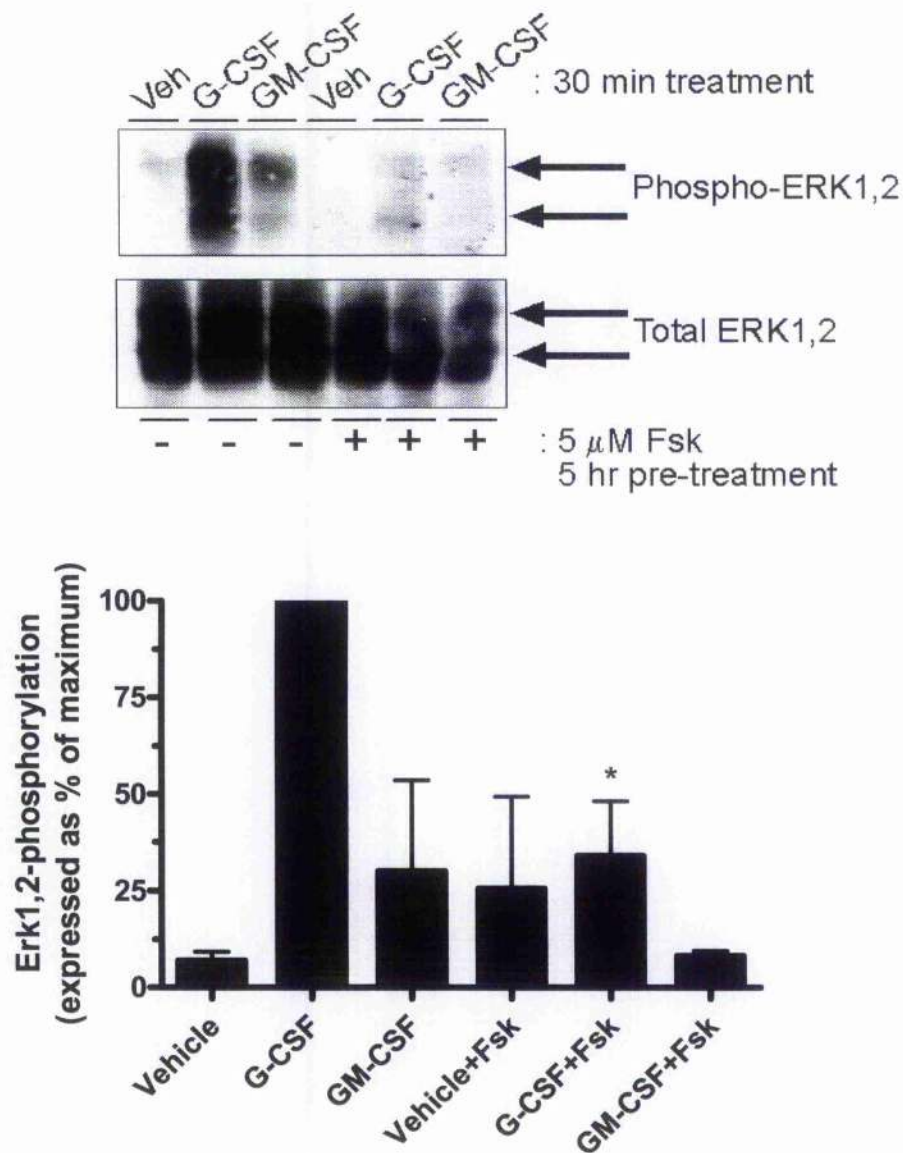 Veh G-CSF GM-CSF Veh G-CSF GM-CSF : 30 min treatment
Phospho-ERK1,2
Total ERK1,2
- - - + + + : 5 μM Fsk
5 hr pre-treatment
Erk1,2-phosphorylation
(expressed as % of maximum)
100
75
50
25
0
*
Vehicle
G-CSF
GM-CSF
Vehicle+Fsk
G-CSF+Fsk
GM-CSF+Fsk